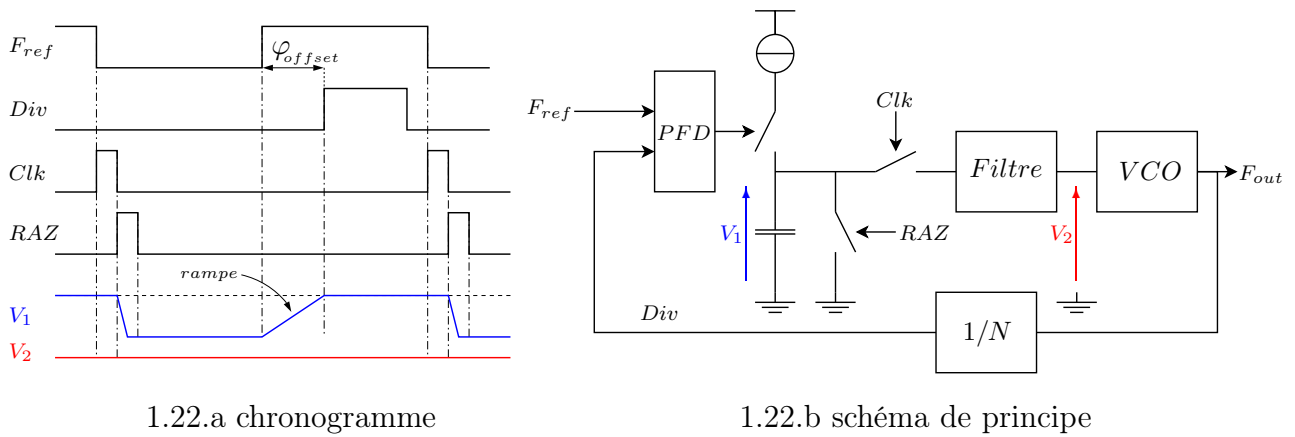 F_ref
φ_offset
Div
Clk
RAZ
rampe
V_1
V_2
1.22.a chronogramme
F_ref
PFD
Clk
Filtre
VCO
F_out
V_1
RAZ
V_2
Div
1/N
1.22.b schéma de principe